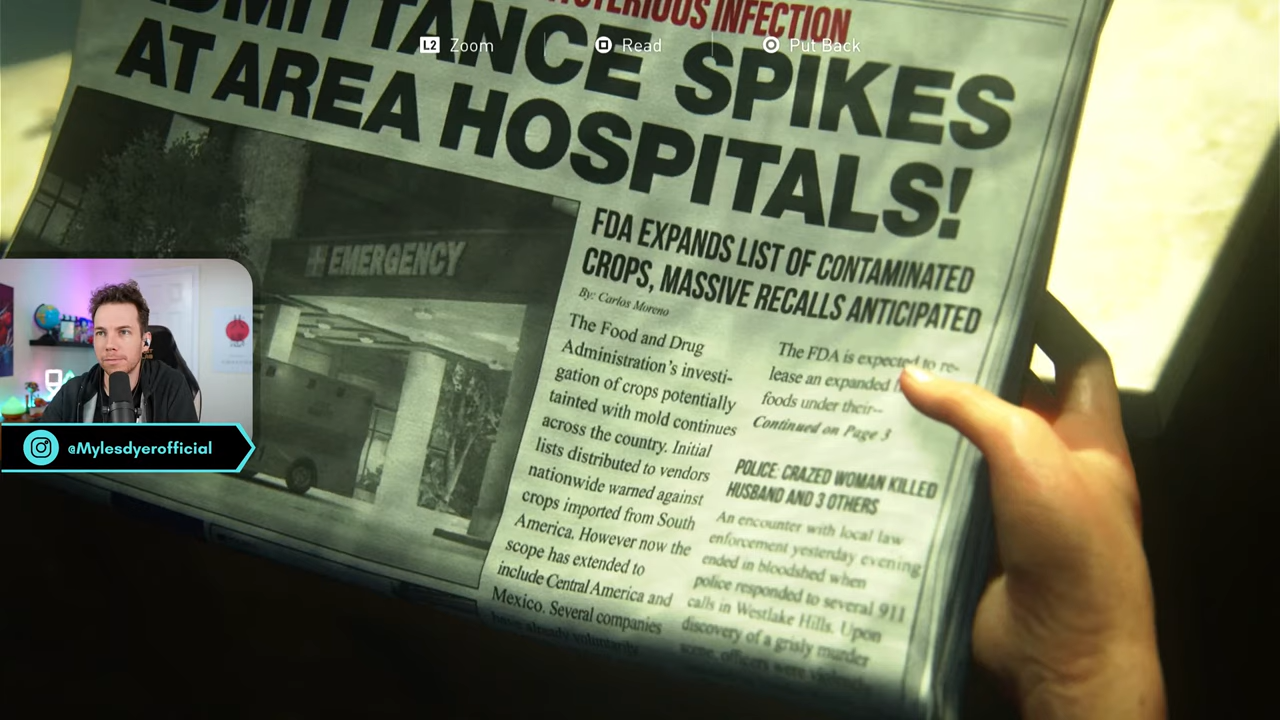 MYSTERIOUS INFECTION
L2 Zoom
Read
Put Back
ADMITTANCE SPIKES
AT AREA HOSPITALS!
EMERGENCY
FDA EXPANDS LIST OF CONTAMINATED
CROPS, MASSIVE RECALLS ANTICIPATED
By: Carlos Moreno
The Food and Drug
Administration's investi-
gation of crops potentially
tainted with mold continues
across the country. Initial
lists distributed to vendors
nationwide warned against
crops imported from South
America. However now the
scope has extended to
include Central America and
Mexico. Several companies
have already voluntarily
The FDA is expected to re-
lease an expanded
foods under their--
Continued on Page 3
POLICE: CRAZED WOMAN KILLED
HUSBAND AND 3 OTHERS
An encounter with local law
enforcement yesterday evening
ended in bloodshed when
police responded to several 911
calls in Westlake Hills. Upon
discovery of a grisly murder
scene, officers were
@Mylesdyerofficial